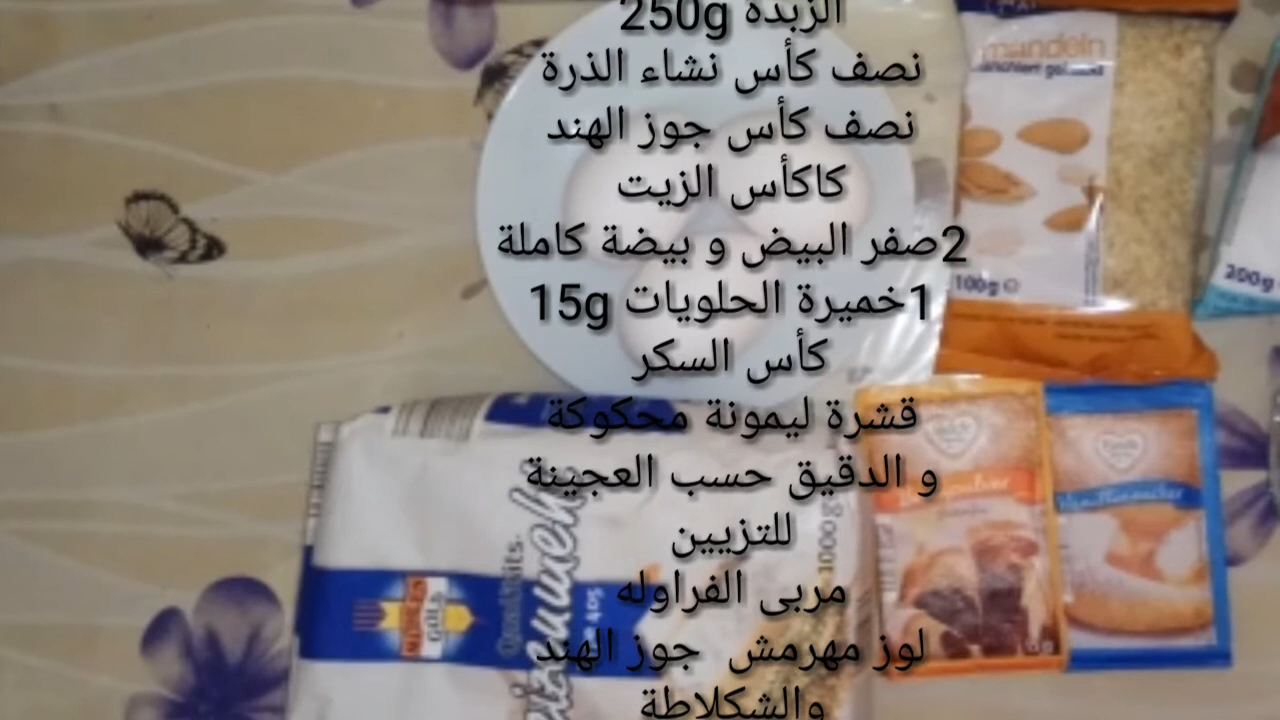 الزبدة 250g
نصف كأس نشاء الذرة
نصف كأس جوز الهند
كاكأس الزيت
2صفر البيض و بيضة كاملة
1خميرة الحلويات 15g
كأس السكر
قشرة ليمونة محكوكة
و الدقيق حسب العجينة
للتزيين
مربى الفراوله
لوز مهرمش جوز الهند
والشكلاطة
mandeln
100g
200g
GOLD
1000g